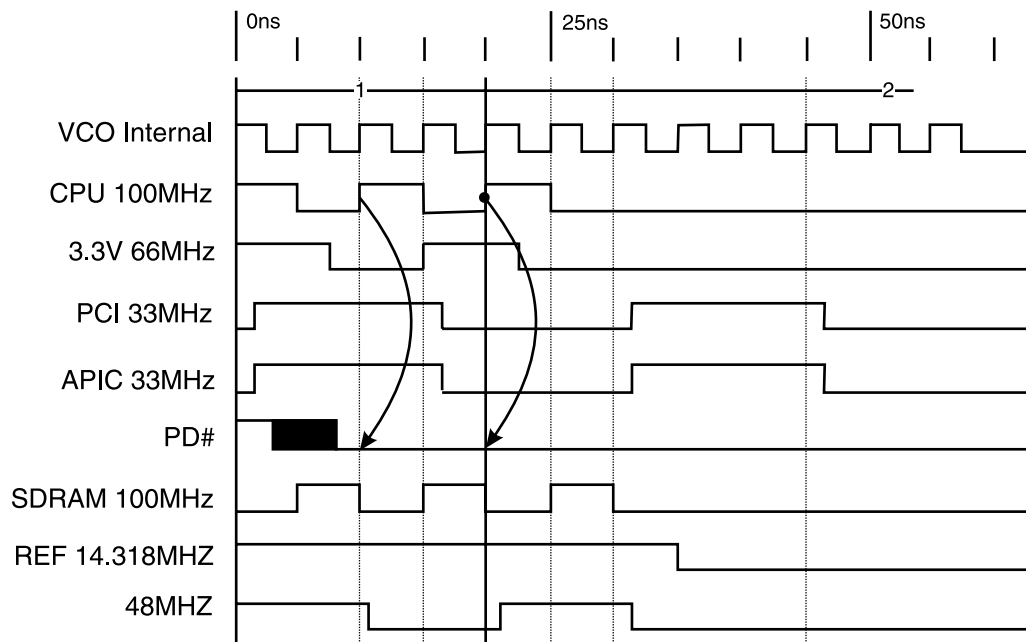 0ns 25ns 50ns
1 2
VCO Internal
CPU 100MHz
3.3V 66MHz
PCI 33MHz
APIC 33MHz
PD#
SDRAM 100MHz
REF 14.318MHZ
48MHZ